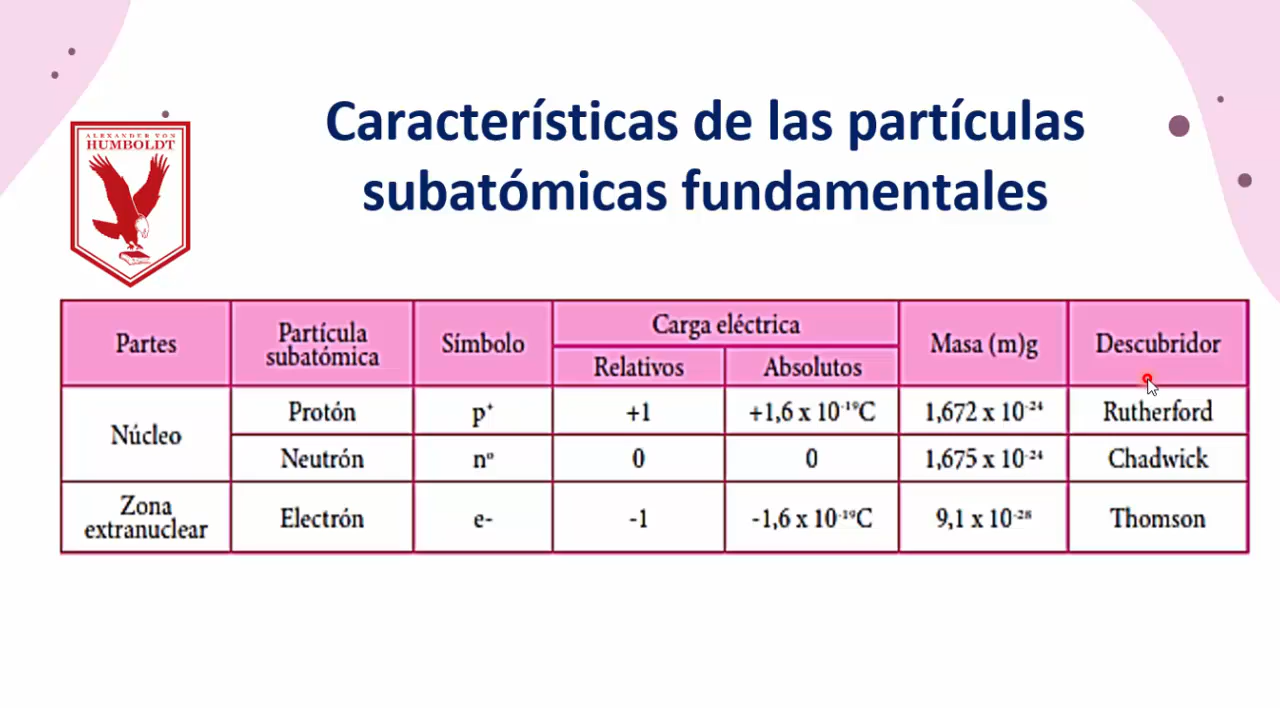 ALEXANDER VON
HUMBOLDT
Características de las partículas
subatómicas fundamentales
Partes
Partícula
subatómica
Símbolo
Carga eléctrica
Relativos
Absolutos
Masa (m)g
Descubridor
Núcleo
Protón
p⁺
+1
+1,6 x 10⁻¹⁹C
1,672 x 10⁻²⁴
Rutherford
Neutrón
nº
0
0
1,675 x 10⁻²⁴
Chadwick
Zona
extranuclear
Electrón
e-
-1
-1,6 x 10⁻¹⁹C
9,1 x 10⁻²⁸
Thomson